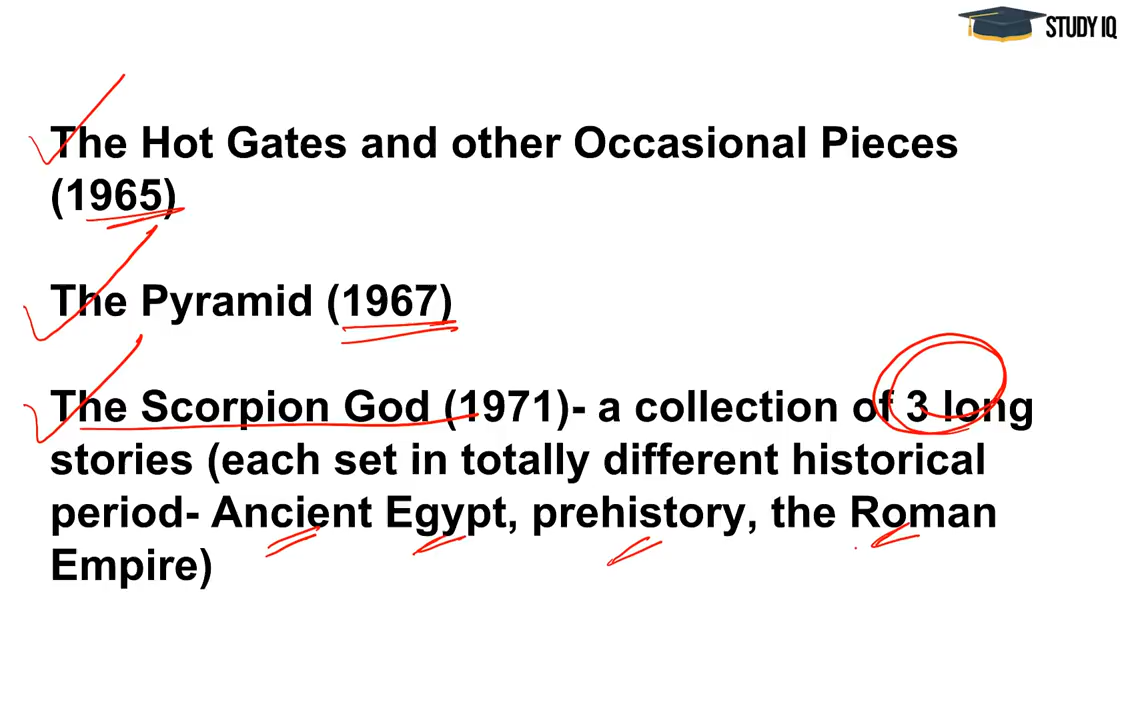 STUDY IQ
The Hot Gates and other Occasional Pieces
(1965)
The Pyramid (1967)
The Scorpion God (1971)- a collection of 3 long
stories (each set in totally different historical
period- Ancient Egypt, prehistory, the Roman
Empire)